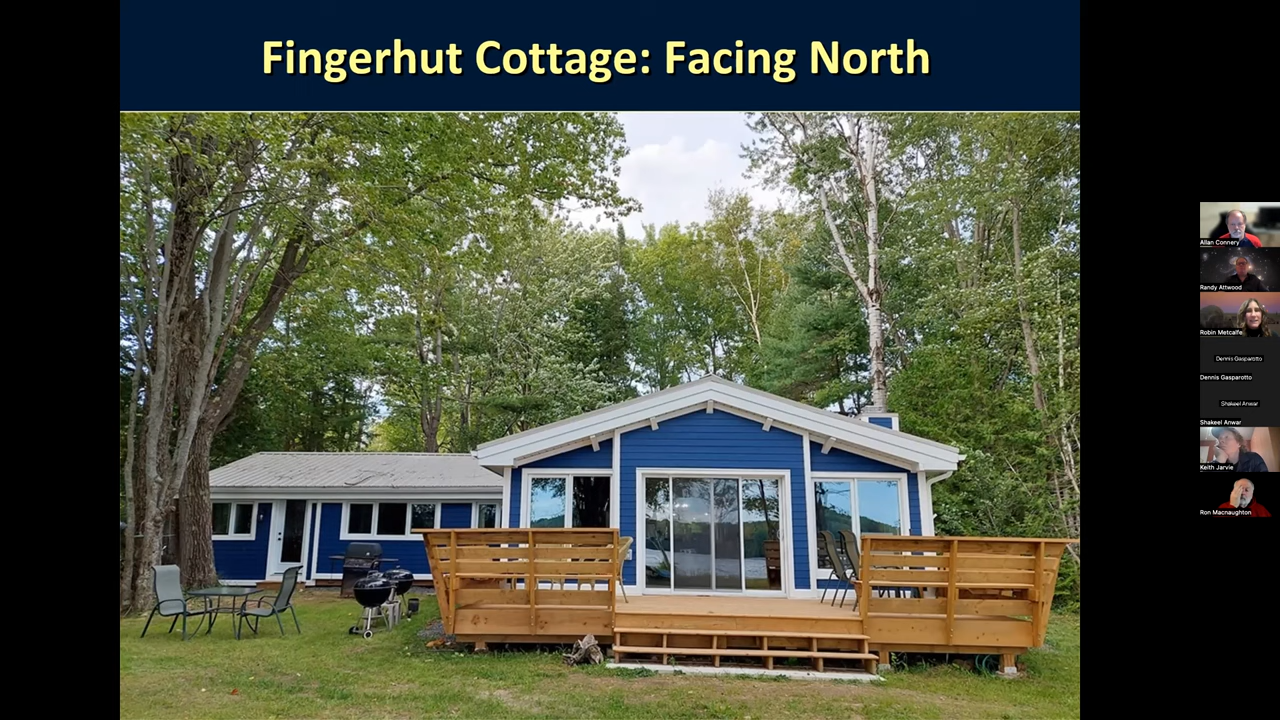 Fingerhut Cottage: Facing North
Allan Connery
Randy Attwood
Robin Metcalfe
Dennis Gasparotto
Dennis Gasparotto
Shakeel Anwar
Shakeel Anwar
Keith Jarvie
Ron Macnaughton